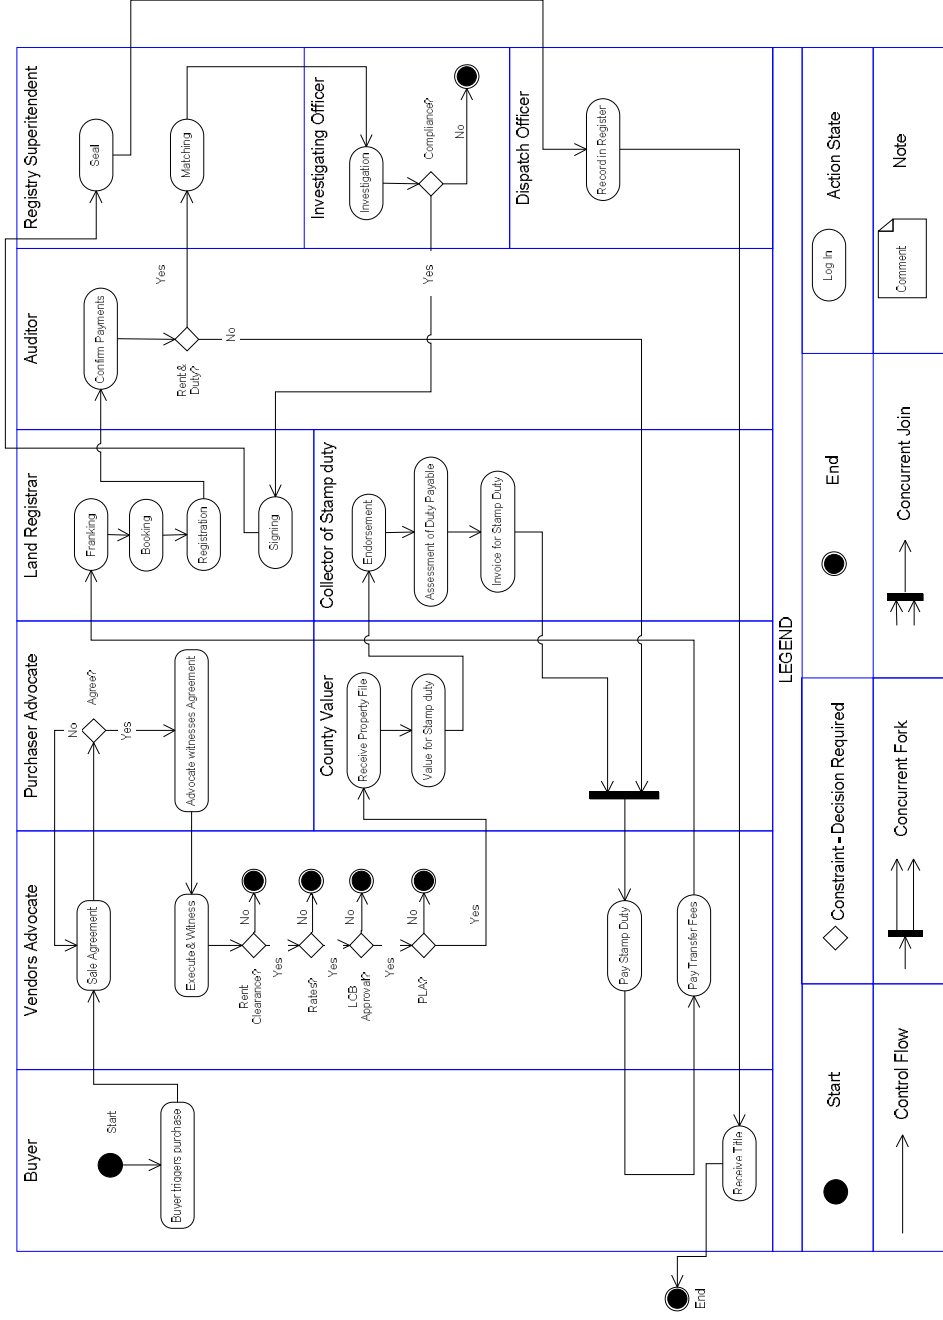 Buyer
Start
Buyer triggers purchase
Receive Title
End
Vendors Advocate
Sale Agreement
Execute & Witness
Rent
Clearance?
No
Yes
Rates?
No
Yes
LCB
Approval?
No
Yes
PLA?
No
Yes
Pay Stamp Duty
Pay Transfer Fees
Purchaser Advocate
No
Agree?
Yes
Advocate witnesses Agreement
County Valuer
Receive Property File
Value for Stamp duty
Land Registrar
Franking
Booking
Registration
Signing
Collector of Stamp duty
Endorsement
Assessment of Duty Payable
Invoice for Stamp Duty
Auditor
Confirm Payments
Rent &
Duty?
Yes
No
Yes
Registry Superitendent
Seal
Matching
Investigating Officer
Investigation
Compliance?
No
Dispatch Officer
Record in Register
LEGEND
Start
Constraint - Decision Required
End
Log In
Action State
Control Flow
Concurrent Fork
Concurrent Join
Comment
Note